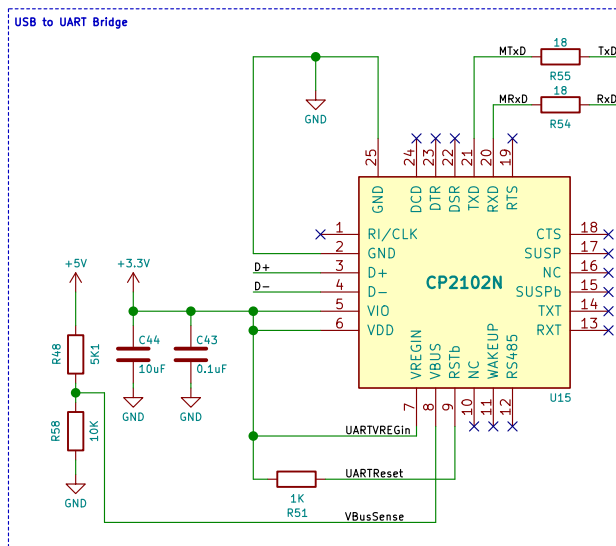 USB to UART Bridge
18
MTxD
TxD
R55
18
MRxD
RxD
R54
GND
25
24
23
22
21
20
19
GND
DCD
DTR
DSR
TXD
RXD
RTS
1
RI/CLK
CTS
18
2
GND
SUSP
17
D+
3
D+
NC
16
D-
4
D-
SUSPb
15
5
VIO
TXT
14
6
VDD
RXT
13
CP2102N
+5V
+3.3V
R48
5K1
C44
10uF
C43
0.1uF
GND
GND
VREGIN
VBUS
RSTb
NC
WAKEUP
RS485
U15
7
8
9
10
11
12
R58
10K
UARTVREGin
UARTReset
1K
R51
GND
VBusSense